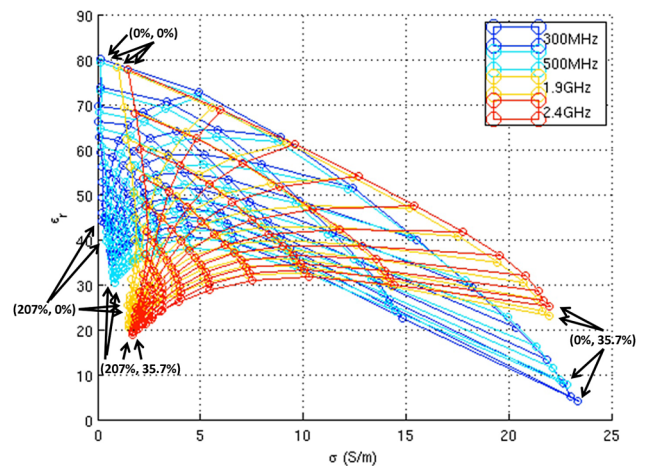 90
80
70
60
50
40
30
20
10
0
εr
(0%, 0%)
300MHz
500MHz
1.9GHz
2.4GHz
(207%, 0%)
(207%, 35.7%)
(0%, 35.7%)
0 5 10 15 20 25
σ (S/m)